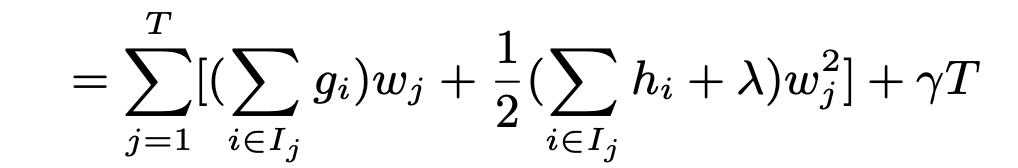 $= \sum_{j=1}^{T} [(\sum_{i \in I_j} g_i) w_j + \frac{1}{2} (\sum_{i \in I_j} h_i + \lambda) w_j^2] + \gamma T$